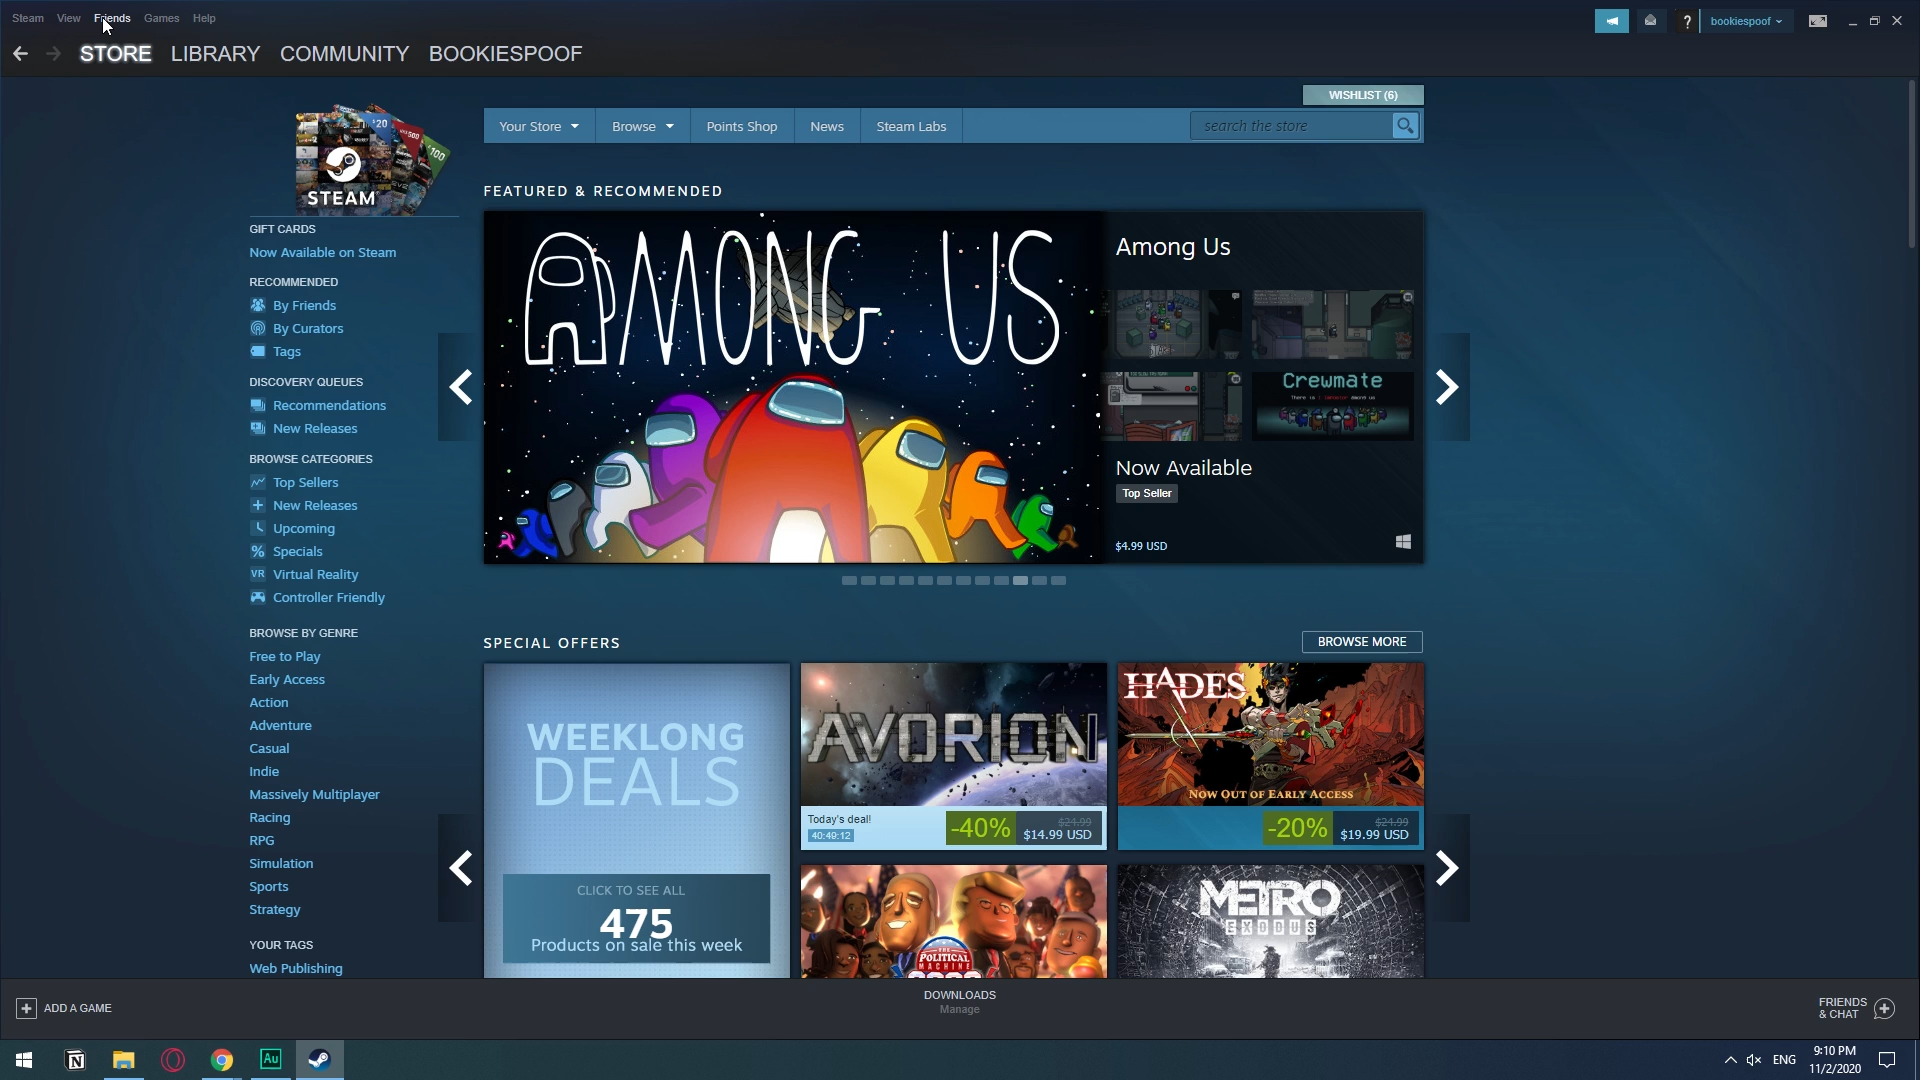 Steam View Friends Games Help
bookiespoof
STORE LIBRARY COMMUNITY BOOKIESPOOF
WISHLIST (6)
Your Store Browse Points Shop News Steam Labs
search the store
$20
$100
STEAM
GIFT CARDS
Now Available on Steam
RECOMMENDED
By Friends
By Curators
Tags
DISCOVERY QUEUES
Recommendations
New Releases
BROWSE CATEGORIES
Top Sellers
New Releases
Upcoming
Specials
VR Virtual Reality
Controller Friendly
BROWSE BY GENRE
Free to Play
Early Access
Action
Adventure
Casual
Indie
Massively Multiplayer
Racing
RPG
Simulation
Sports
Strategy
YOUR TAGS
Web Publishing
FEATURED & RECOMMENDED
AMONG US
Among Us
Crewmate
Now Available
Top Seller
$4.99 USD
SPECIAL OFFERS
BROWSE MORE
WEEKLONG
DEALS
CLICK TO SEE ALL
475
Products on sale this week
AVORION
Today's deal!
40:49:12
-40%
$24.99
$14.99 USD
HADES
NOW OUT OF EARLY ACCESS
-20%
$24.99
$19.99 USD
THE
POLITICAL
MACHINE
METRO
EXODUS
ADD A GAME
DOWNLOADS
Manage
FRIENDS
& CHAT
Au
ENG
9:10 PM
11/2/2020